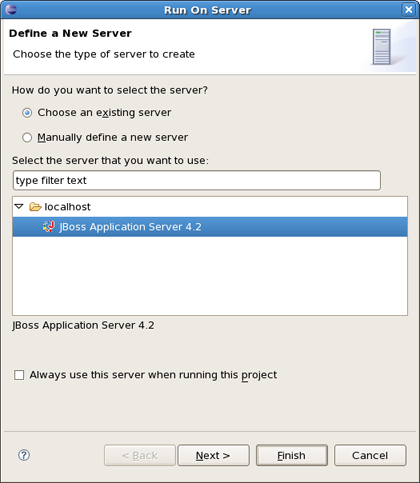 Run On Server
Define a New Server
Choose the type of server to create
How do you want to select the server?
Choose an existing server
Manually define a new server
Select the server that you want to use:
type filter text
localhost
JBoss Application Server 4.2
JBoss Application Server 4.2
Always use this server when running this project
? < Back Next > Finish Cancel